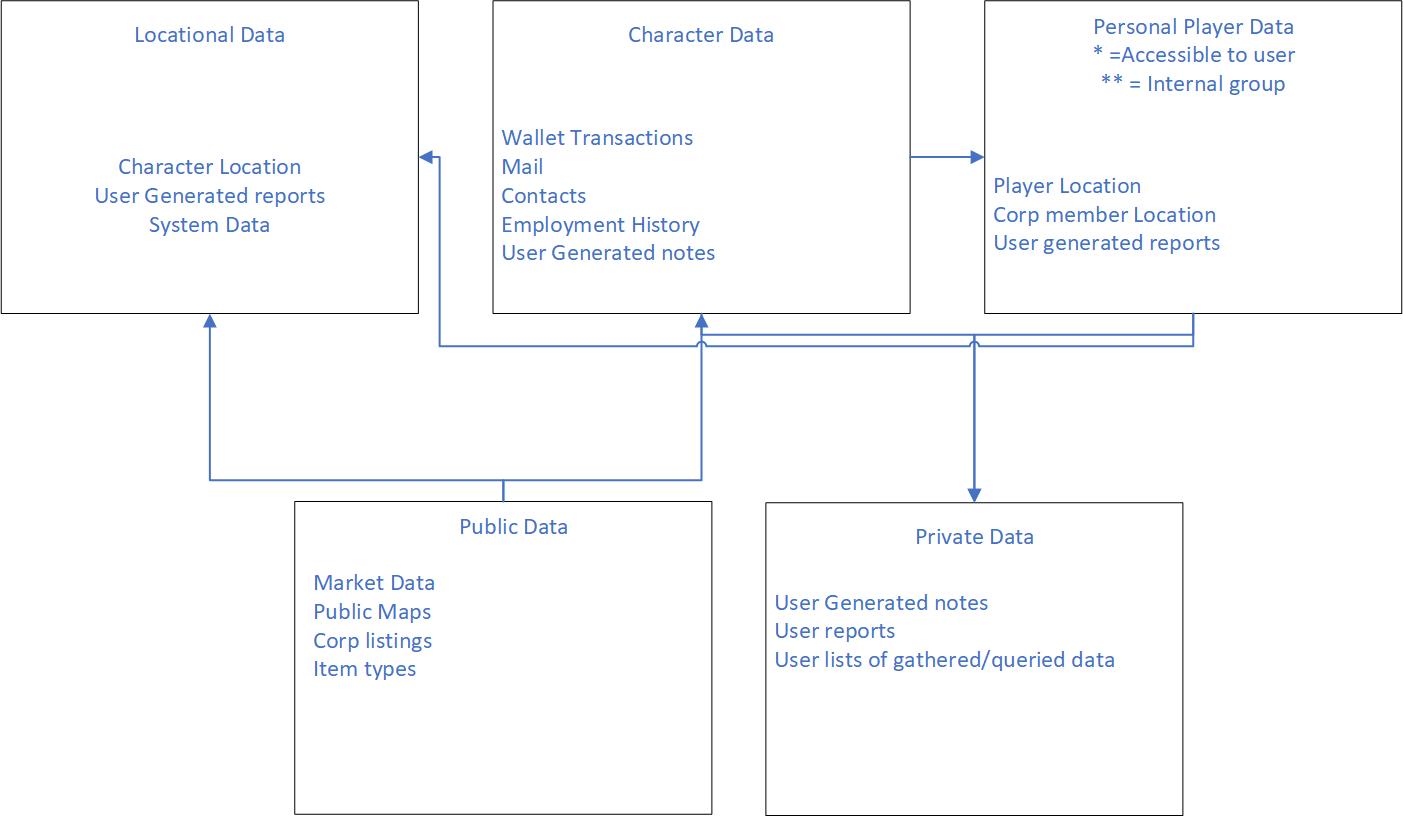 Locational Data
Character Location
User Generated reports
System Data
Character Data
Wallet Transactions
Mail
Contacts
Employment History
User Generated notes
Personal Player Data
* =Accessible to user
** = Internal group
Player Location
Corp member Location
User generated reports
Public Data
Market Data
Public Maps
Corp listings
Item types
Private Data
User Generated notes
User reports
User lists of gathered/queried data